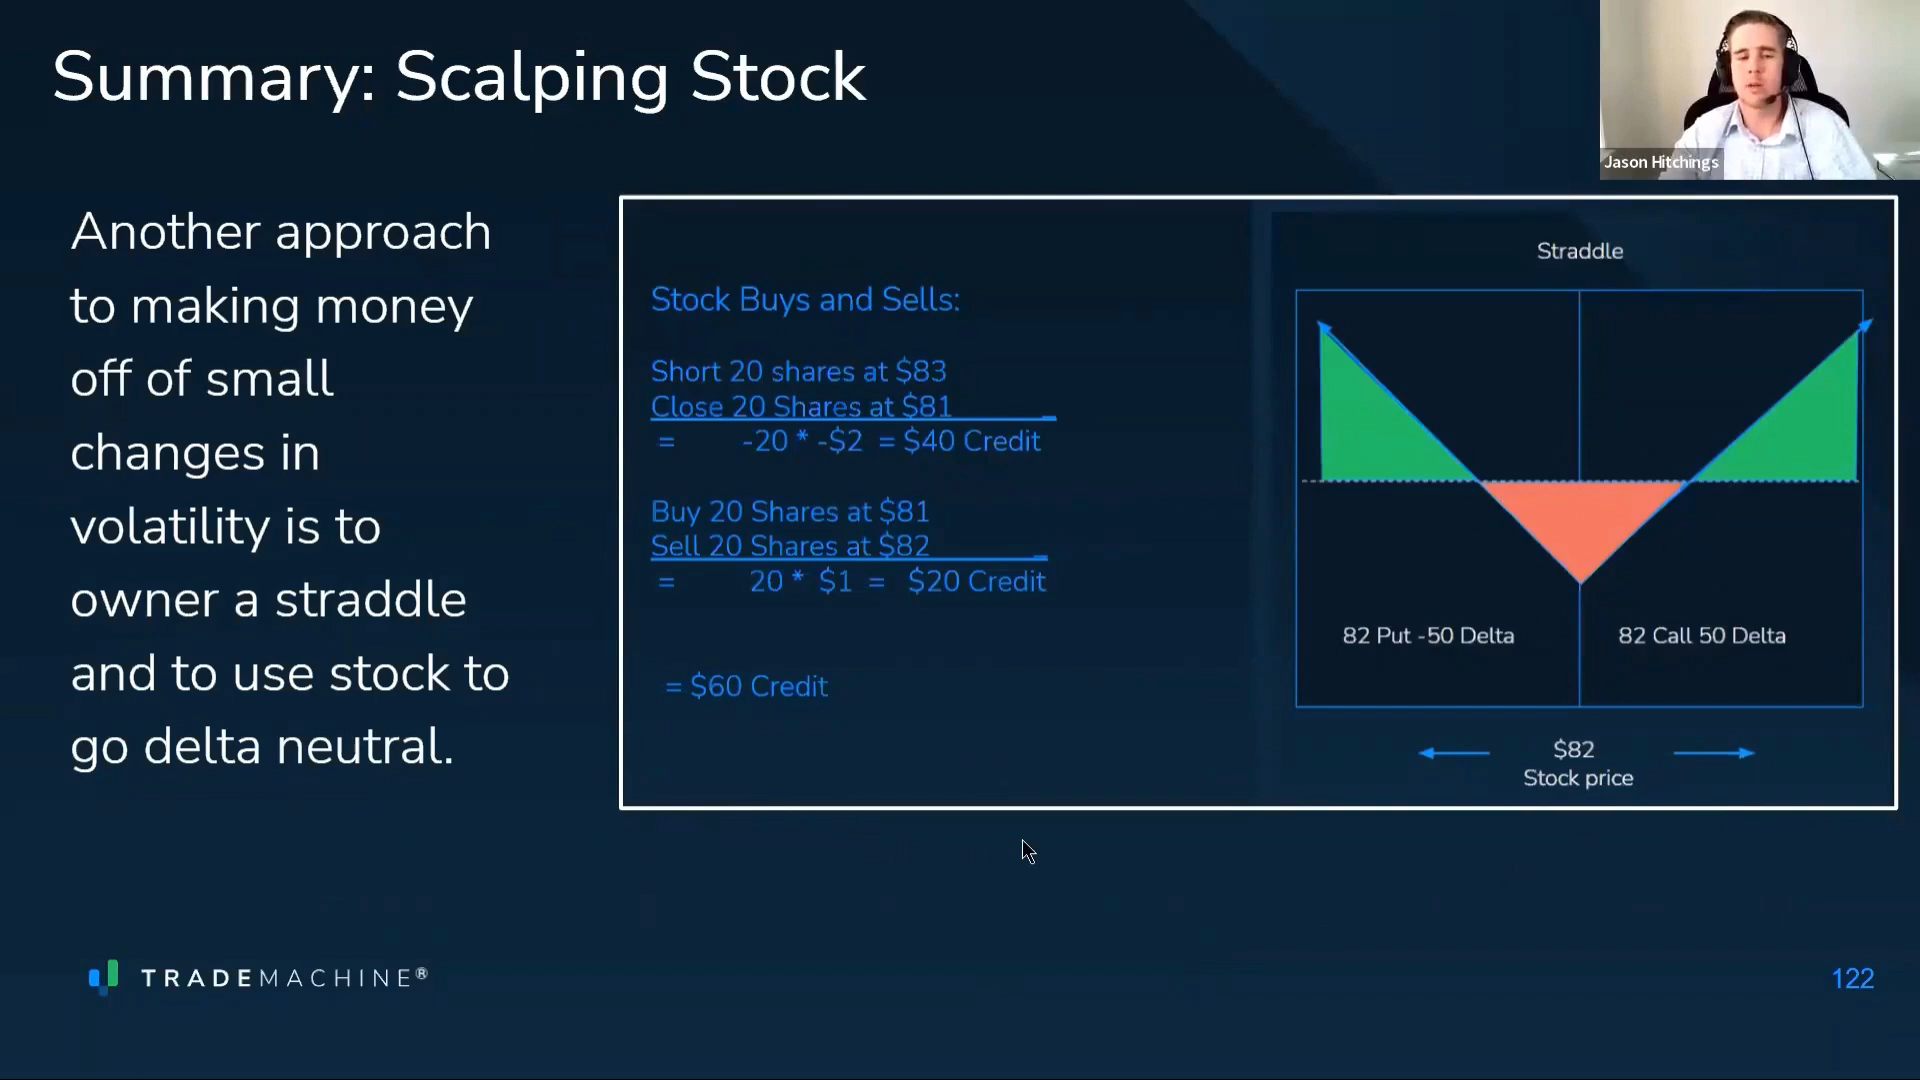 Summary: Scalping Stock
Jason Hitchings
Another approach
to making money
off of small
changes in
volatility is to
owner a straddle
and to use stock to
go delta neutral.
Stock Buys and Sells:
Short 20 shares at $83
Close 20 Shares at $81
= -20 * -$2 = $40 Credit
Buy 20 Shares at $81
Sell 20 Shares at $82
= 20 * $1 = $20 Credit
= $60 Credit
Straddle
82 Put -50 Delta
82 Call 50 Delta
$82
Stock price
TRADEMACHINE®
122